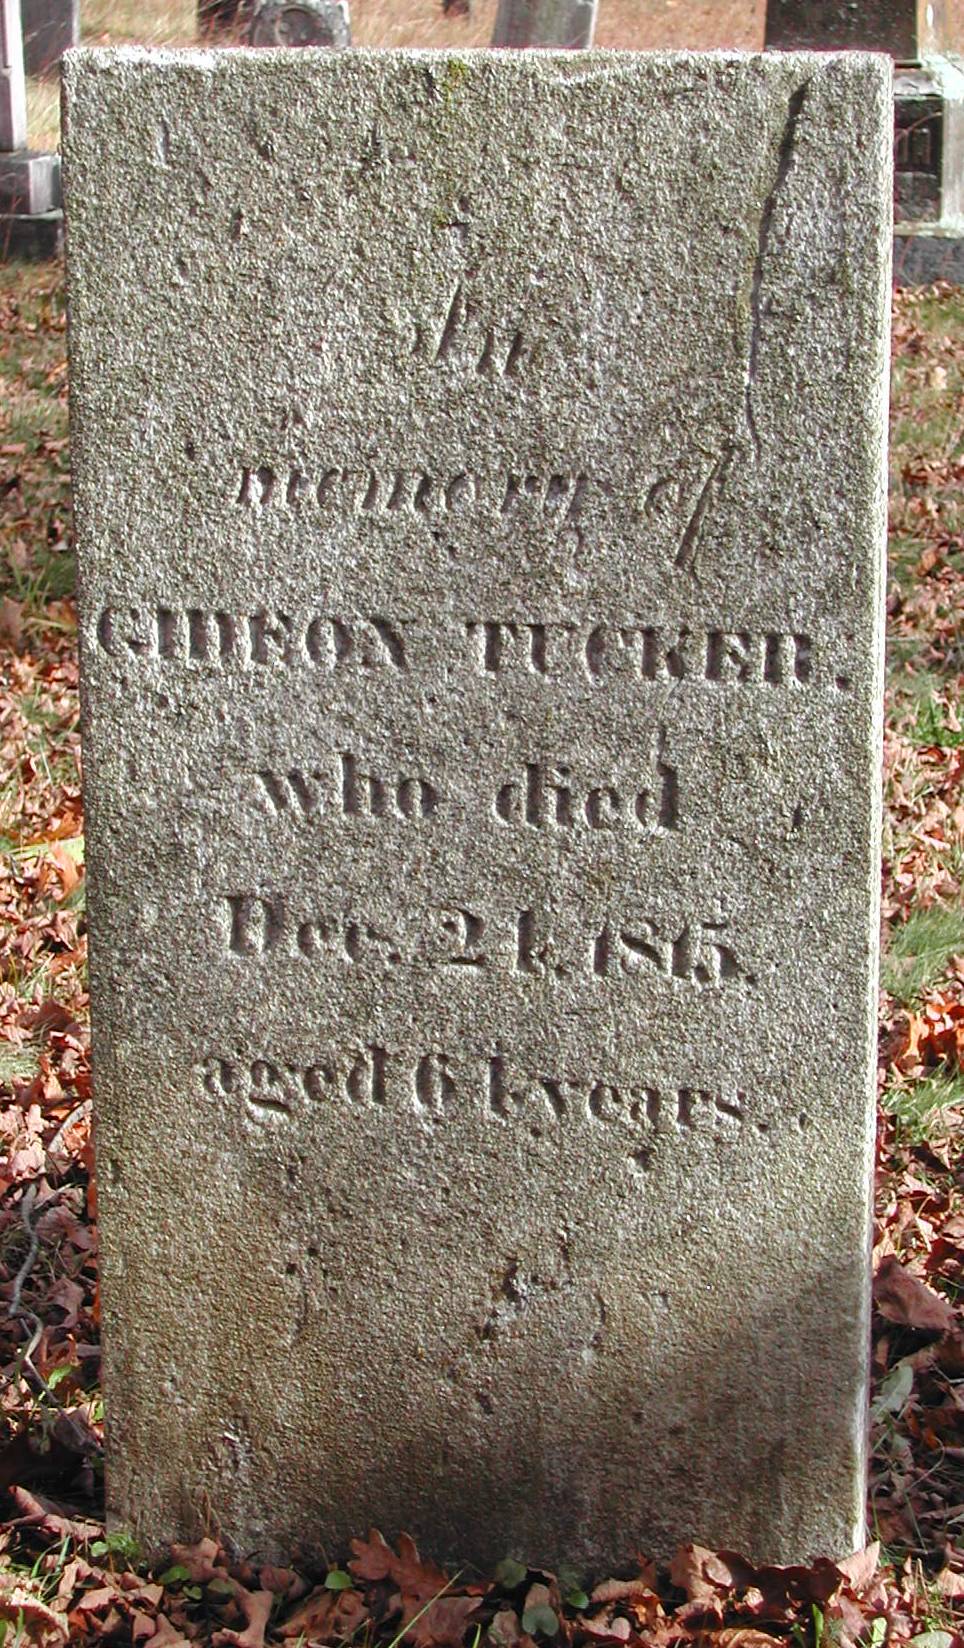 In
memory of
GIDEON TUCKER.
who died
Dec. 24. 1815.
aged 64 years.